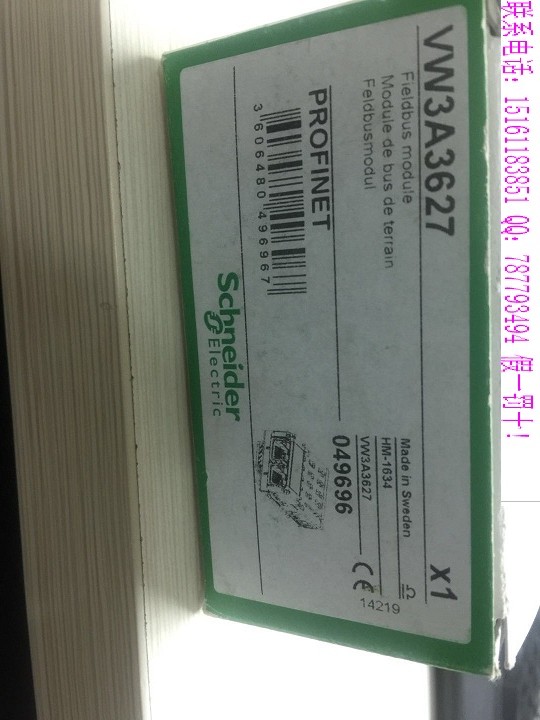 VW3A3627
Fieldbus module
Module de bus de terrain
Feldbusmodul
PROFINET
3 606480 496967
Schneider
Electric
x1
Made in Sweden
HM-1634
VW3A3627
049696
CE
14219
联系电话：15161183851 QQ：787793494 假一罚十！